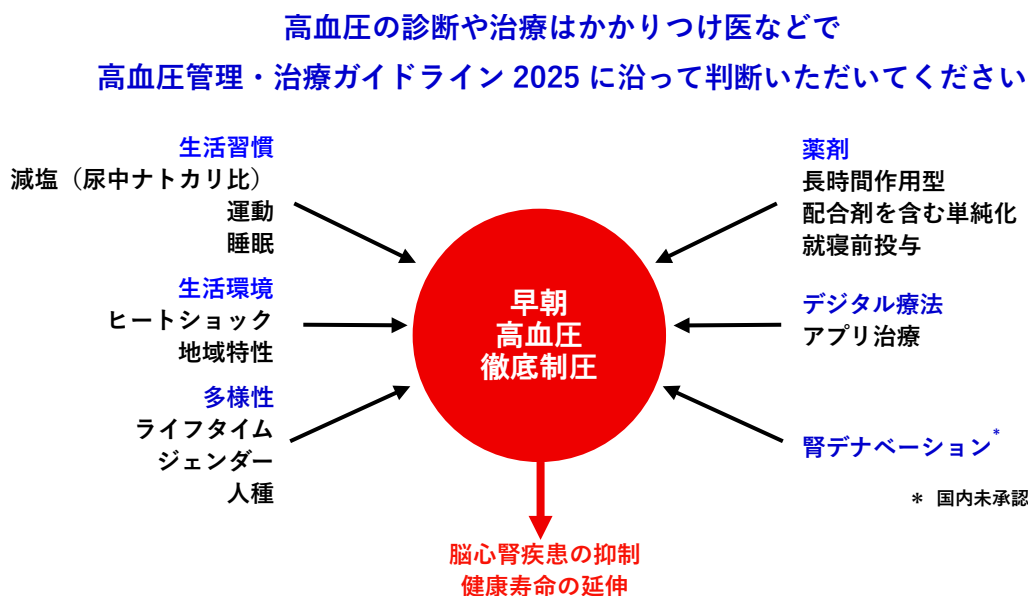 高血圧の診断や治療はかかりつけ医などで
高血圧管理・治療ガイドライン 2025 に沿って判断いただいてください
生活習慣
減塩（尿中ナトカリ比）
運動
睡眠
生活環境
ヒートショック
地域特性
多様性
ライフタイム
ジェンダー
人種
早朝
高血圧
徹底制圧
薬剤
長時間作用型
配合剤を含む単純化
就寝前投与
デジタル療法
アプリ治療
腎デナベーション*
* 国内未承認
脳心腎疾患の抑制
健康寿命の延伸